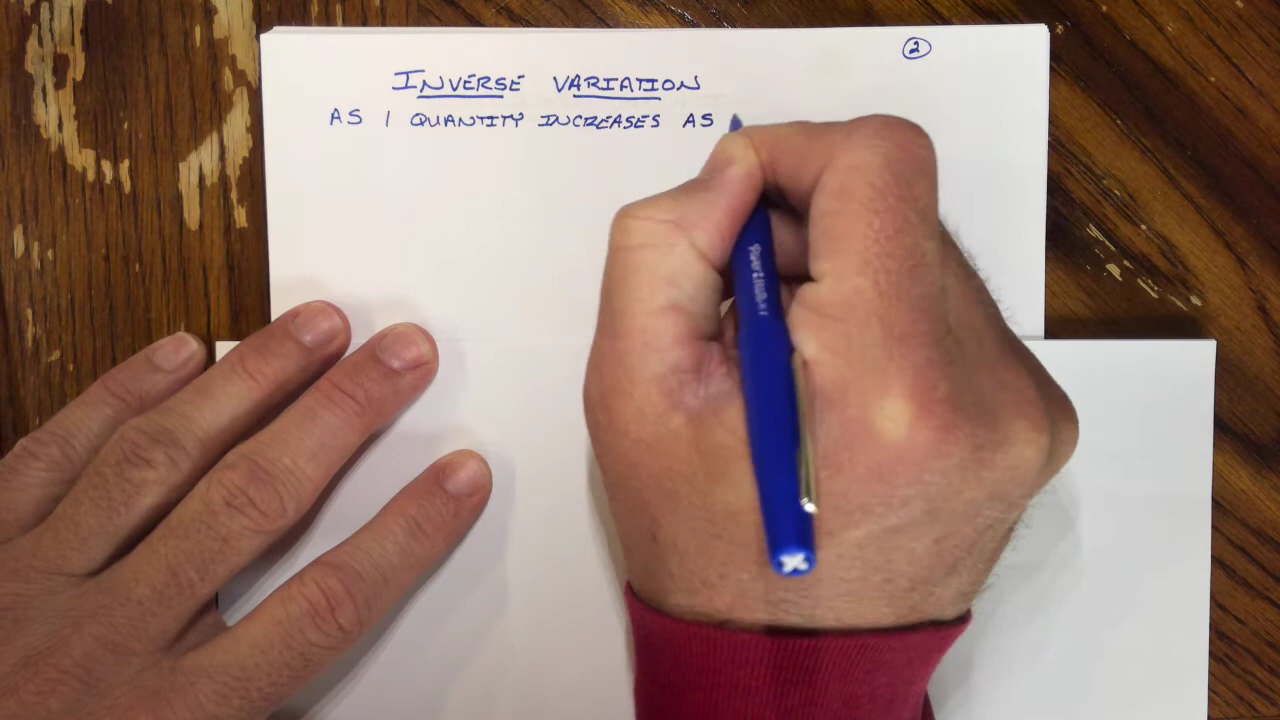 2
INVERSE VARIATION
AS 1 QUANTITY INCREASES AS